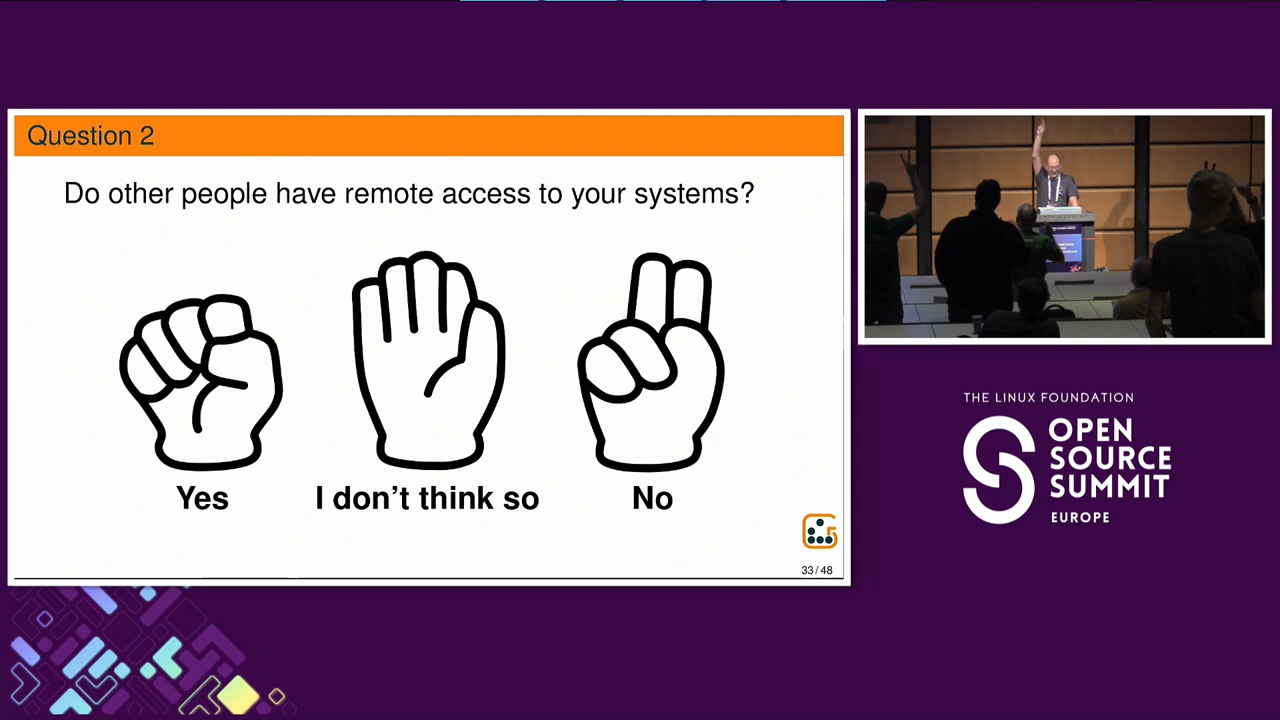 Question 2
Do other people have remote access to your systems?
Yes
I don't think so
No
33 / 48
THE LINUX FOUNDATION
OPEN
SOURCE
SUMMIT
EUROPE